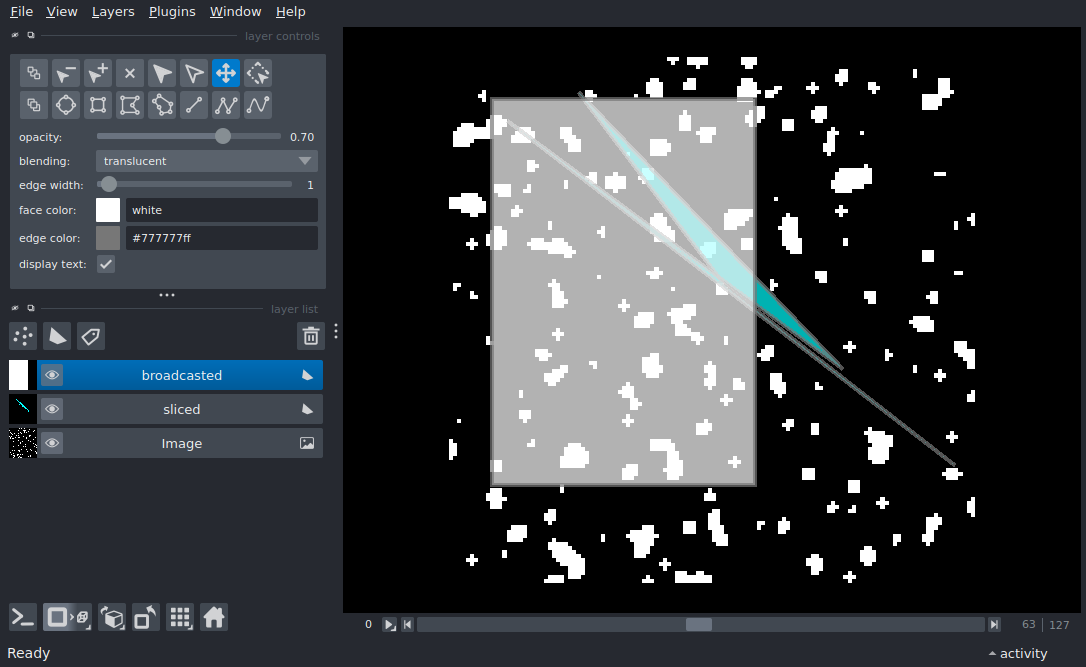 File View Layers Plugins Window Help
layer controls
opacity: 0.70
blending: translucent
edge width: 1
face color: white
edge color: #777777ff
display text:
layer list
broadcasted
sliced
Image
0 63 127
Ready activity